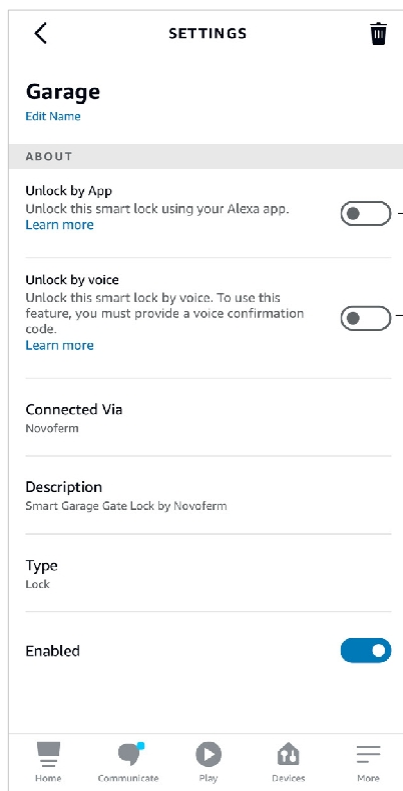 SETTINGS
Garage
Edit Name
ABOUT
Unlock by App
Unlock this smart lock using your Alexa app.
Learn more
Unlock by voice
Unlock this smart lock by voice. To use this
feature, you must provide a voice confirmation
code.
Learn more
Connected Via
Novoferm
Description
Smart Garage Gate Lock by Novoferm
Type
Lock
Enabled
Home Communicate Play Devices More